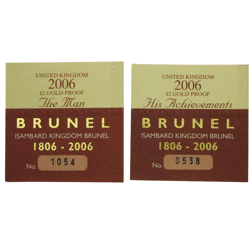 UNITED KINGDOM
2006
£2 GOLD PROOF
The Man
BRUNEL
ISAMBARD KINGDOM BRUNEL
1806 - 2006
No. 1054
UNITED KINGDOM
2006
£2 GOLD PROOF
His Achievements
BRUNEL
ISAMBARD KINGDOM BRUNEL
1806 - 2006
No. 0538